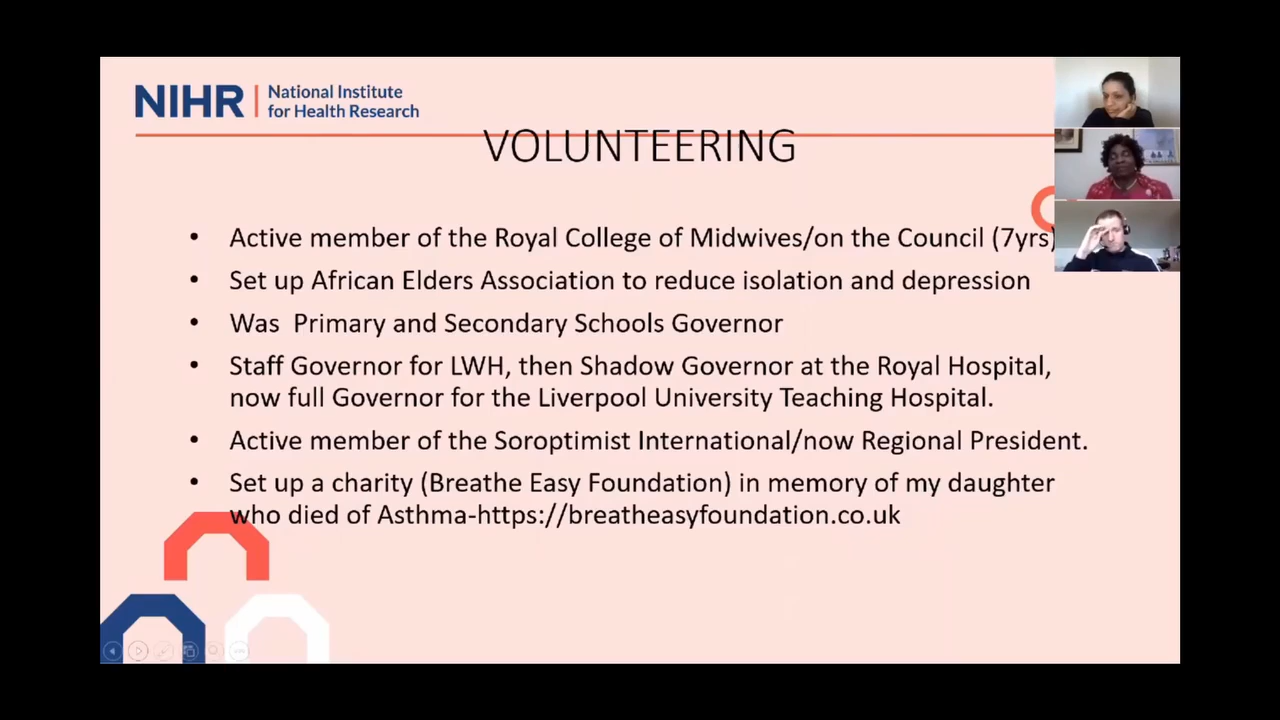 NIHR | National Institute
for Health Research
VOLUNTEERING
• Active member of the Royal College of Midwives/on the Council (7yrs)
• Set up African Elders Association to reduce isolation and depression
• Was  Primary and Secondary Schools Governor
• Staff Governor for LWH, then Shadow Governor at the Royal Hospital,
now full Governor for the Liverpool University Teaching Hospital.
• Active member of the Soroptimist International/now Regional President.
• Set up a charity (Breathe Easy Foundation) in memory of my daughter
who died of Asthma-https://breatheasyfoundation.co.uk